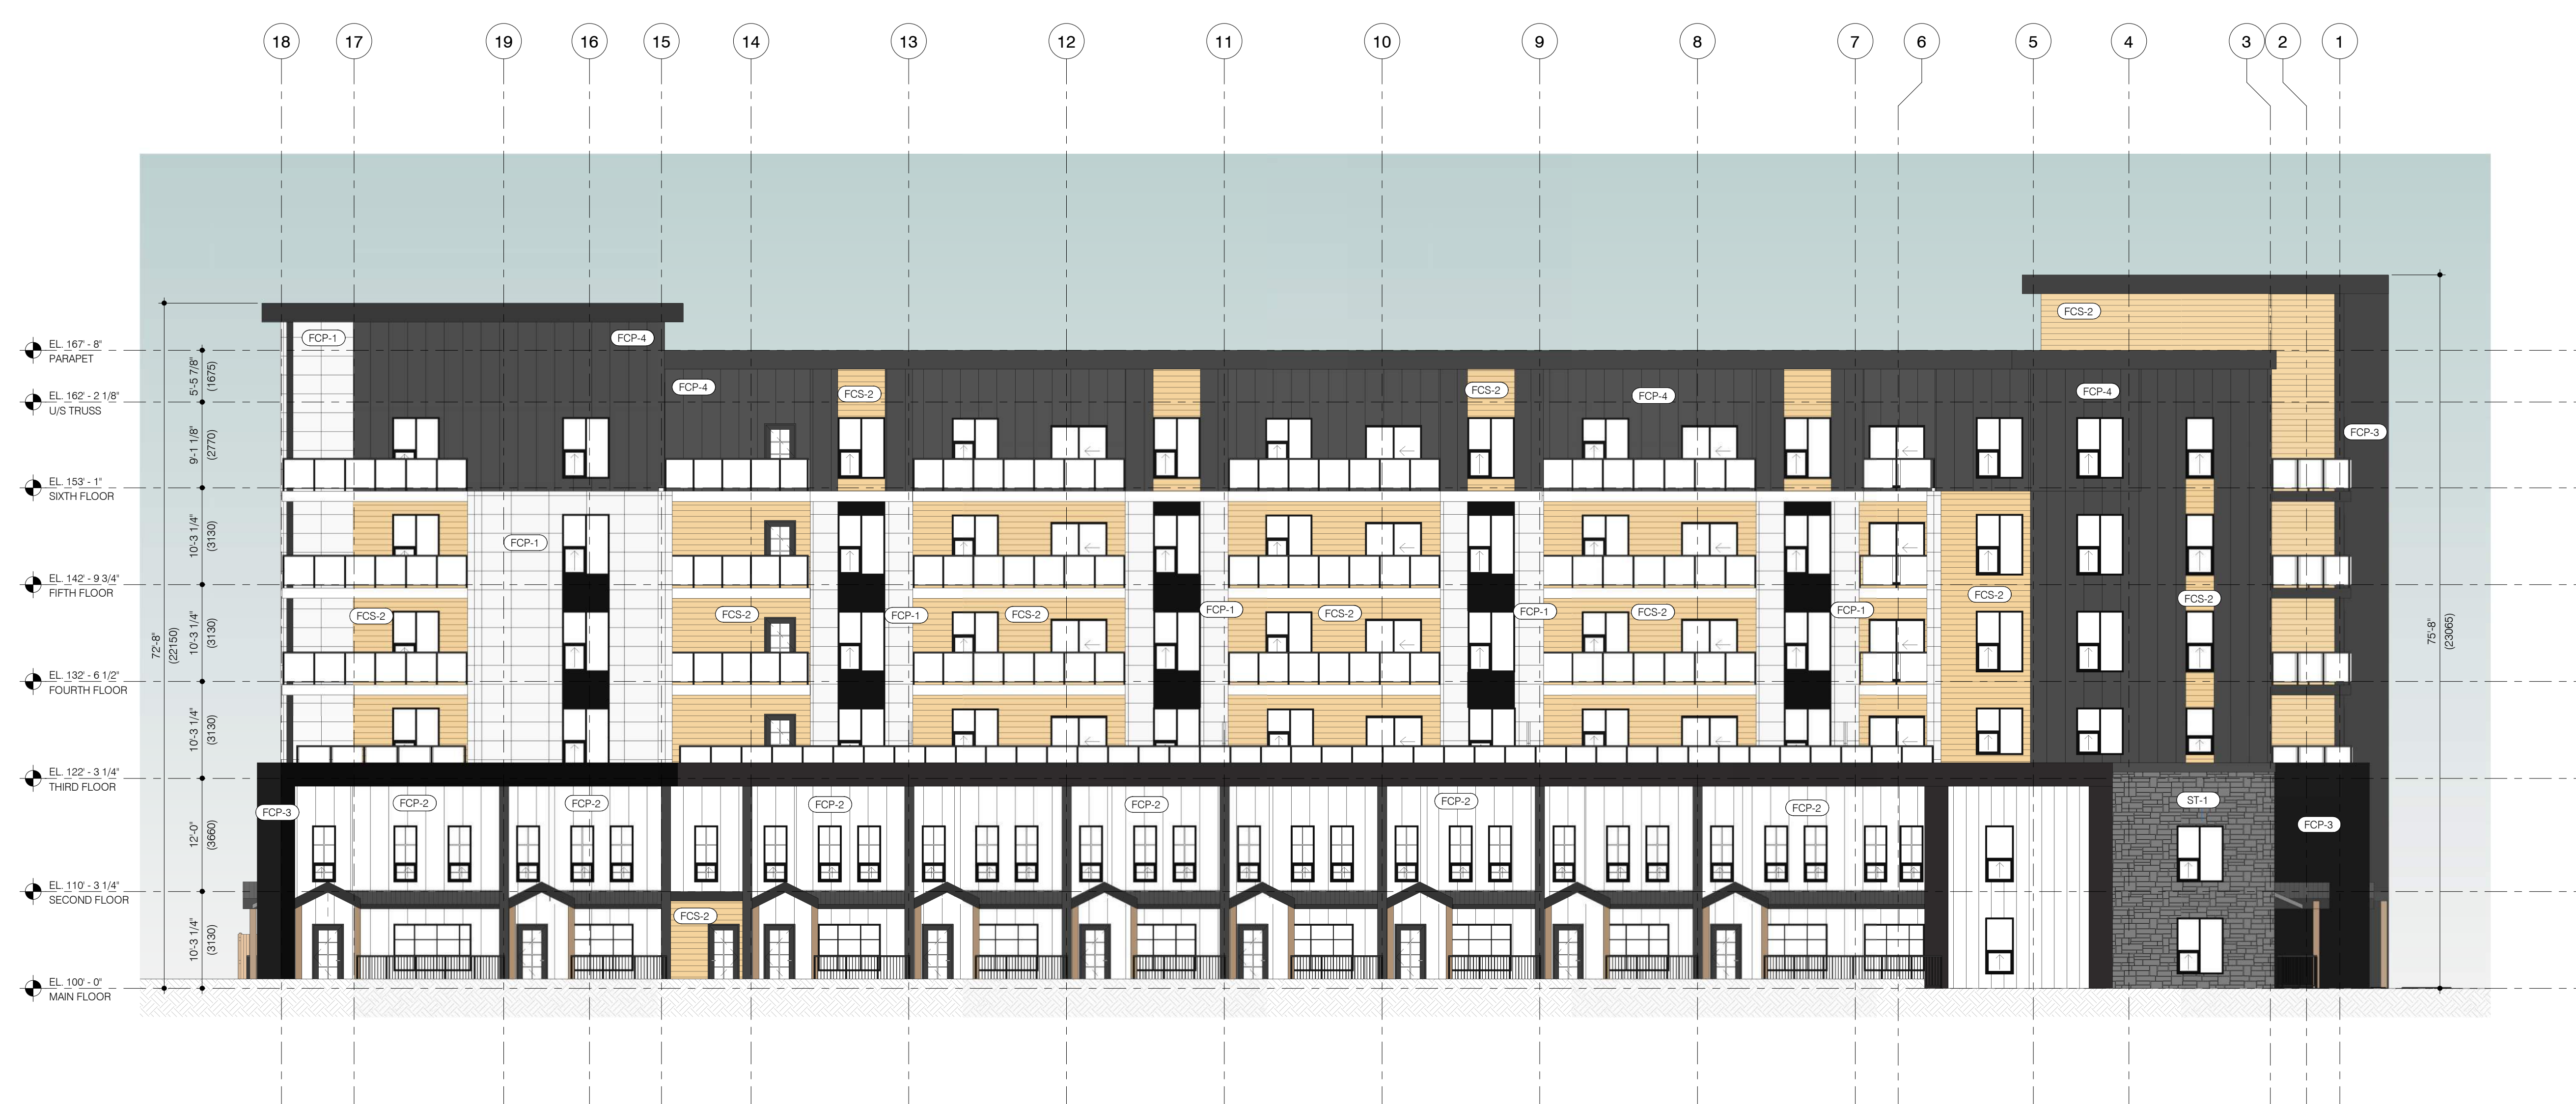 18 17 19 16 15 14 13 12 11 10 9 8 7 6 5 4 3 2 1
EL. 167' - 8"
PARAPET
5'-5 7/8"
(1675)
EL. 162' - 2 1/8"
U/S TRUSS
9'-1 1/8"
(2770)
EL. 153' - 1"
SIXTH FLOOR
10'-3 1/4"
(3130)
EL. 142' - 9 3/4"
FIFTH FLOOR
10'-3 1/4"
(3130)
EL. 132' - 6 1/2"
FOURTH FLOOR
10'-3 1/4"
(3130)
EL. 122' - 3 1/4"
THIRD FLOOR
12'-0"
(3660)
EL. 110' - 3 1/4"
SECOND FLOOR
10'-3 1/4"
(3130)
EL. 100' - 0"
MAIN FLOOR
72'-8"
(22150)
75'-8"
(23065)
FCS-2
FCP-1 FCP-4
FCP-4 FCS-2 FCS-2 FCP-4 FCP-4
FCP-3
FCP-1
FCS-2 FCS-2 FCP-1 FCS-2 FCP-1 FCS-2 FCP-1 FCS-2 FCP-1 FCS-2 FCS-2
FCP-3 FCP-2 FCP-2 FCP-2 FCP-2 FCP-2 FCP-2 ST-1 FCP-3
FCS-2